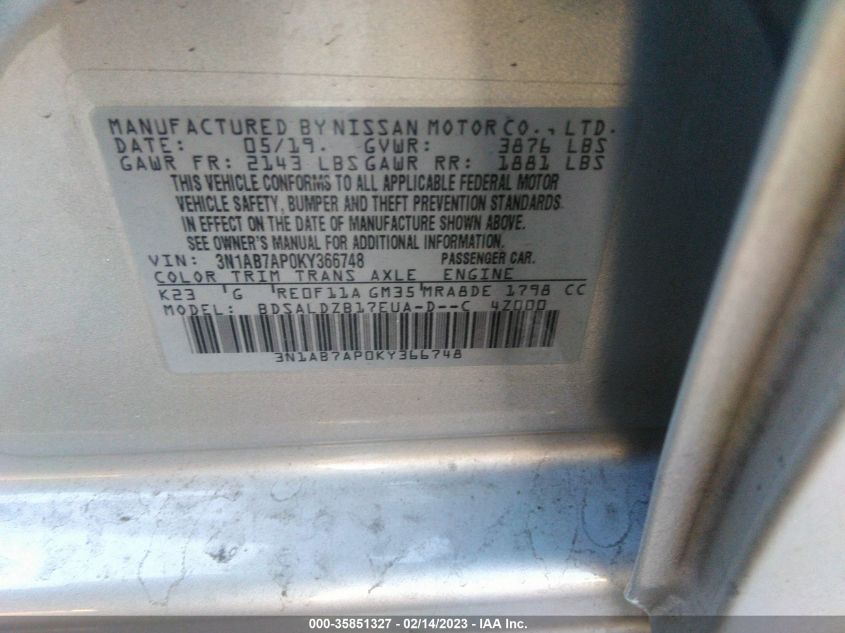 MANUFACTURED BY NISSAN MOTOR CO., LTD.
DATE: 05/19. GVWR: 3876 LBS
GAWR FR: 2143 LBS GAWR RR: 1881 LBS
THIS VEHICLE CONFORMS TO ALL APPLICABLE FEDERAL MOTOR
VEHICLE SAFETY, BUMPER AND THEFT PREVENTION STANDARDS
IN EFFECT ON THE DATE OF MANUFACTURE SHOWN ABOVE.
SEE OWNER'S MANUAL FOR ADDITIONAL INFORMATION.
VIN: 3N1AB7AP0KY366748 PASSENGER CAR.
COLOR TRIM TRANS AXLE ENGINE
K23 G RE0F11A GM35 MRA8DE 1798 CC
MODEL: BDSALDZB17EUA-D--C 4Z000
3N1AB7AP0KY366748
000-35851327 - 02/14/2023 - IAA Inc.